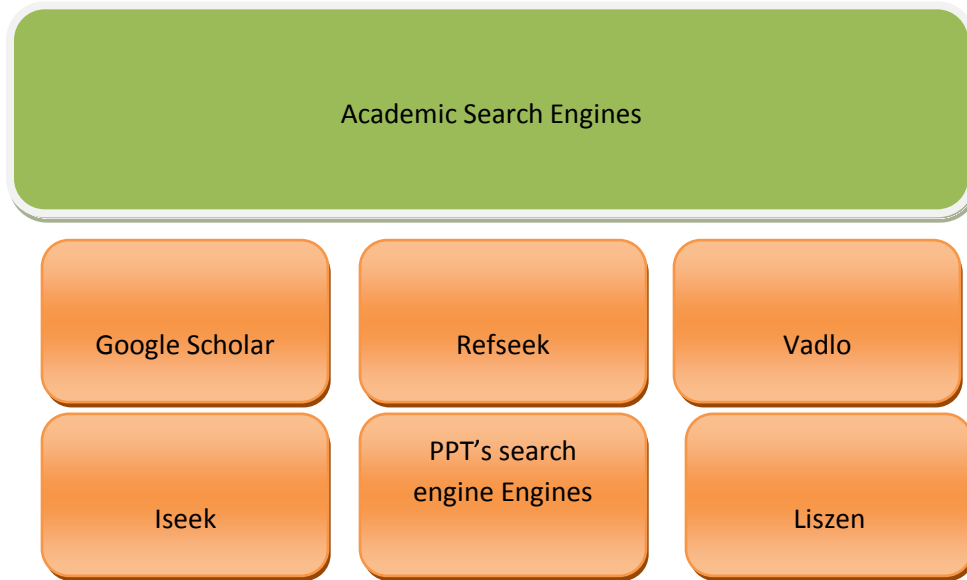 Academic Search Engines
Google Scholar
Refseek
Vadlo
Iseek
PPT’s search
engine Engines
Liszen